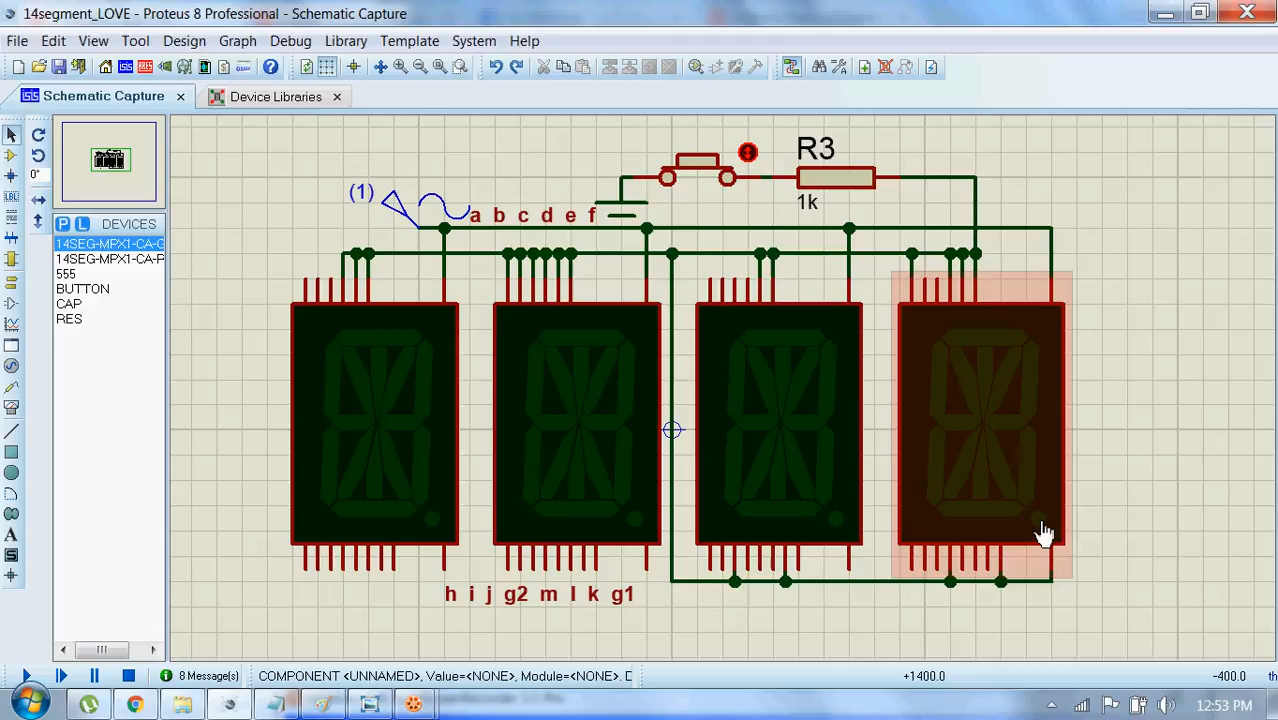 14segment_LOVE - Proteus 8 Professional - Schematic Capture
File Edit View Tool Design Graph Debug Library Template System Help
Schematic Capture
Device Libraries
R3
1k
(1)
a b c d e f
0°
P L DEVICES
14SEG-MPX1-CA-G
14SEG-MPX1-CA-F
555
BUTTON
CAP
RES
h i j g2 m l k g1
8 Message(s)
COMPONENT <UNNAMED>, Value=<NONE>, Module=<NONE>. D
+1400.0
-400.0
th
12:53 PM